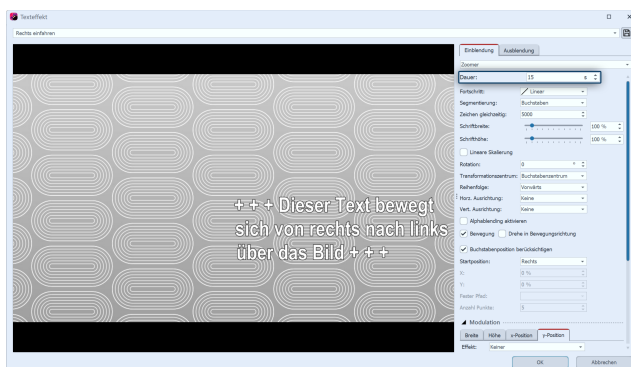 Texteffekt
Rechts einfahren
Einblendung Ausblendung
Zoomer
Dauer: 15 s
Fortschritt: Linear
Segmentierung: Buchstaben
Zeichen gleichzeitig: 5000
Schriftbreite: 100 %
Schrifthöhe: 100 %
Lineare Skalierung
Rotation: 0 °
Transformationszentrum: Buchstabenzentrum
Reihenfolge: Vorwärts
Horz. Ausrichtung: Keine
Vert. Ausrichtung: Keine
Alphablending aktivieren
Bewegung Drehe in Bewegungsrichtung
Buchstabenposition berücksichtigen
Startposition: Rechts
X: 0 %
Y: 0 %
Fester Pfad:
Anzahl Punkte: 5
Modulation
Breite Höhe x-Position y-Position
Effekt: Keiner
OK Abbrechen
+ + + Dieser Text bewegt
sich von rechts nach links
über das Bild + + +